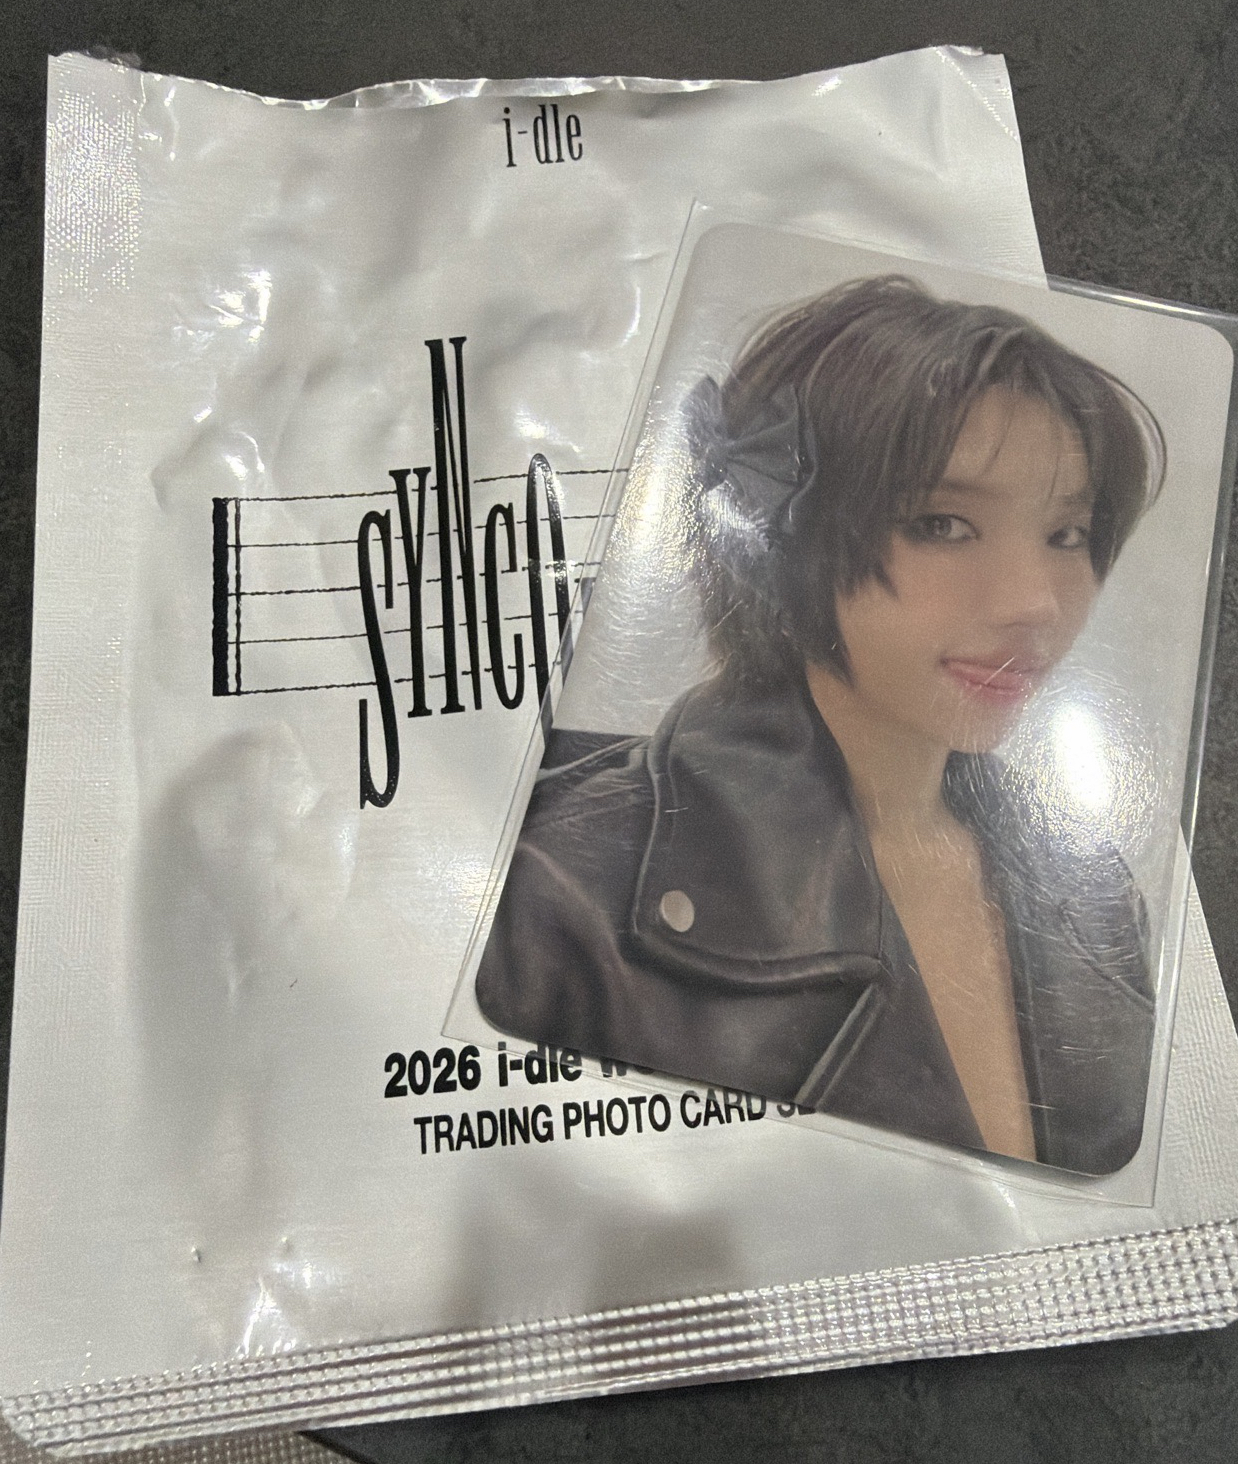 i-dle
SYNCO
2026 i-dle
TRADING PHOTO CARD